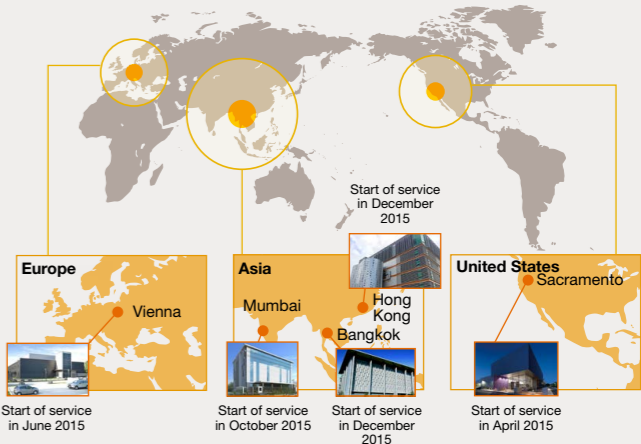 Start of service
in December
2015
Europe
Vienna
Start of service
in June 2015
Asia
Mumbai
Hong
Kong
Bangkok
Start of service
in October 2015
Start of service
in December
2015
United States
Sacramento
Start of service
in April 2015